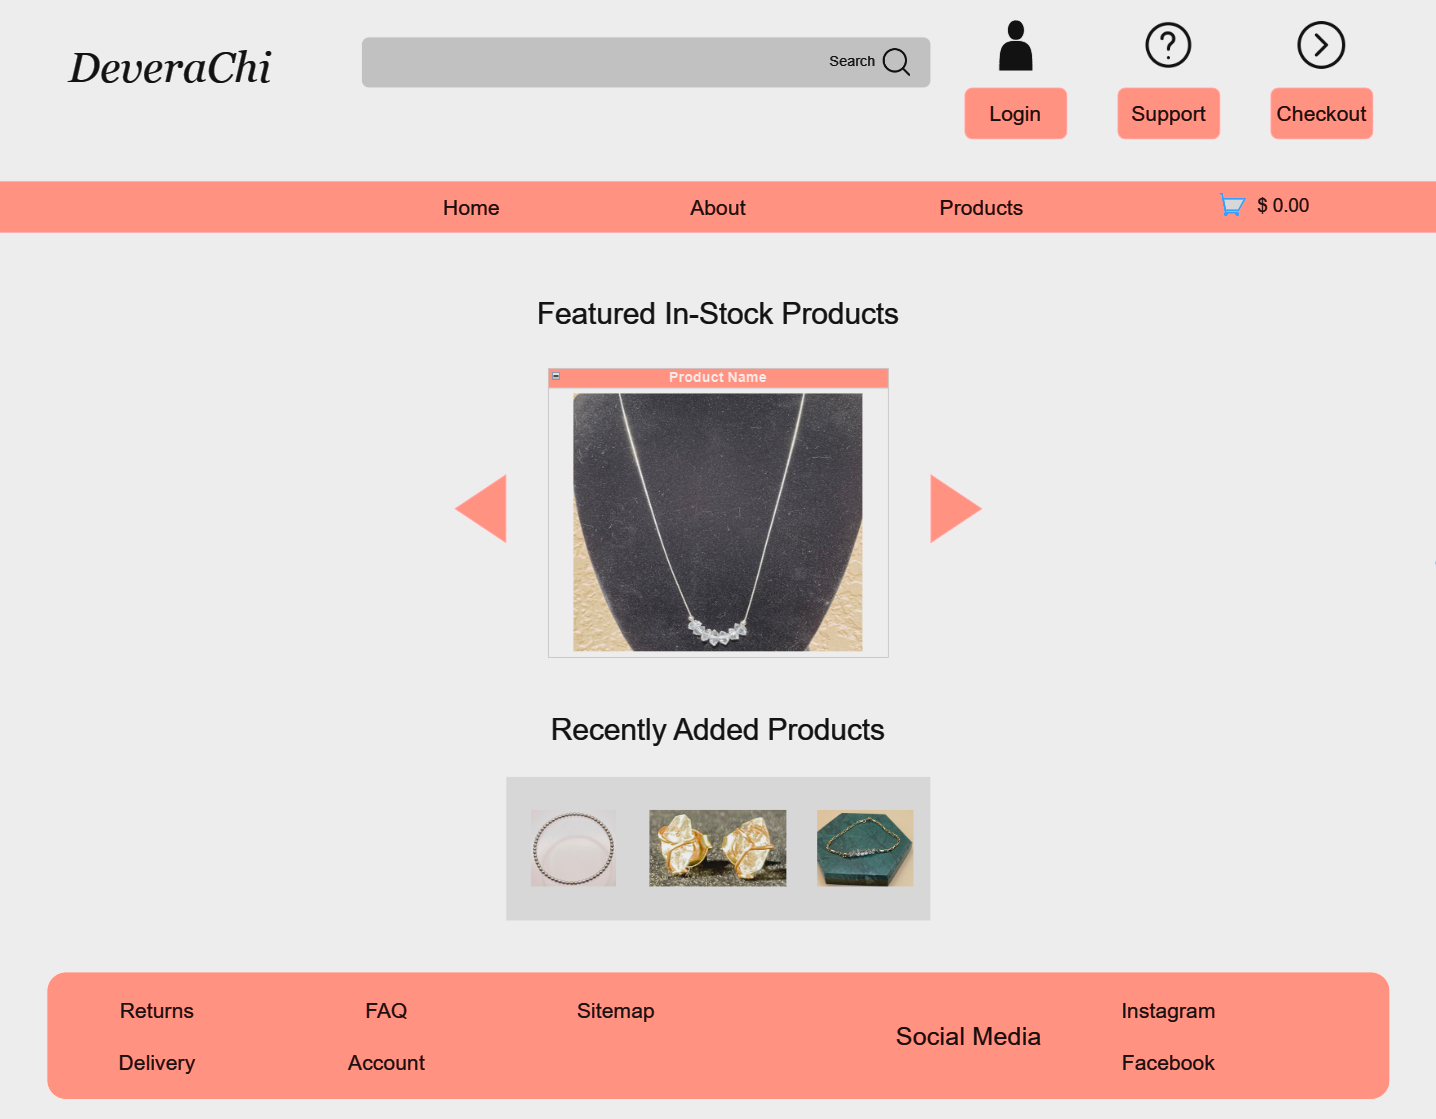 DeveraChi
Search
Login
Support
Checkout
Home
About
Products
$ 0.00
Featured In-Stock Products
Product Name
Recently Added Products
Returns
FAQ
Sitemap
Instagram
Social Media
Delivery
Account
Facebook